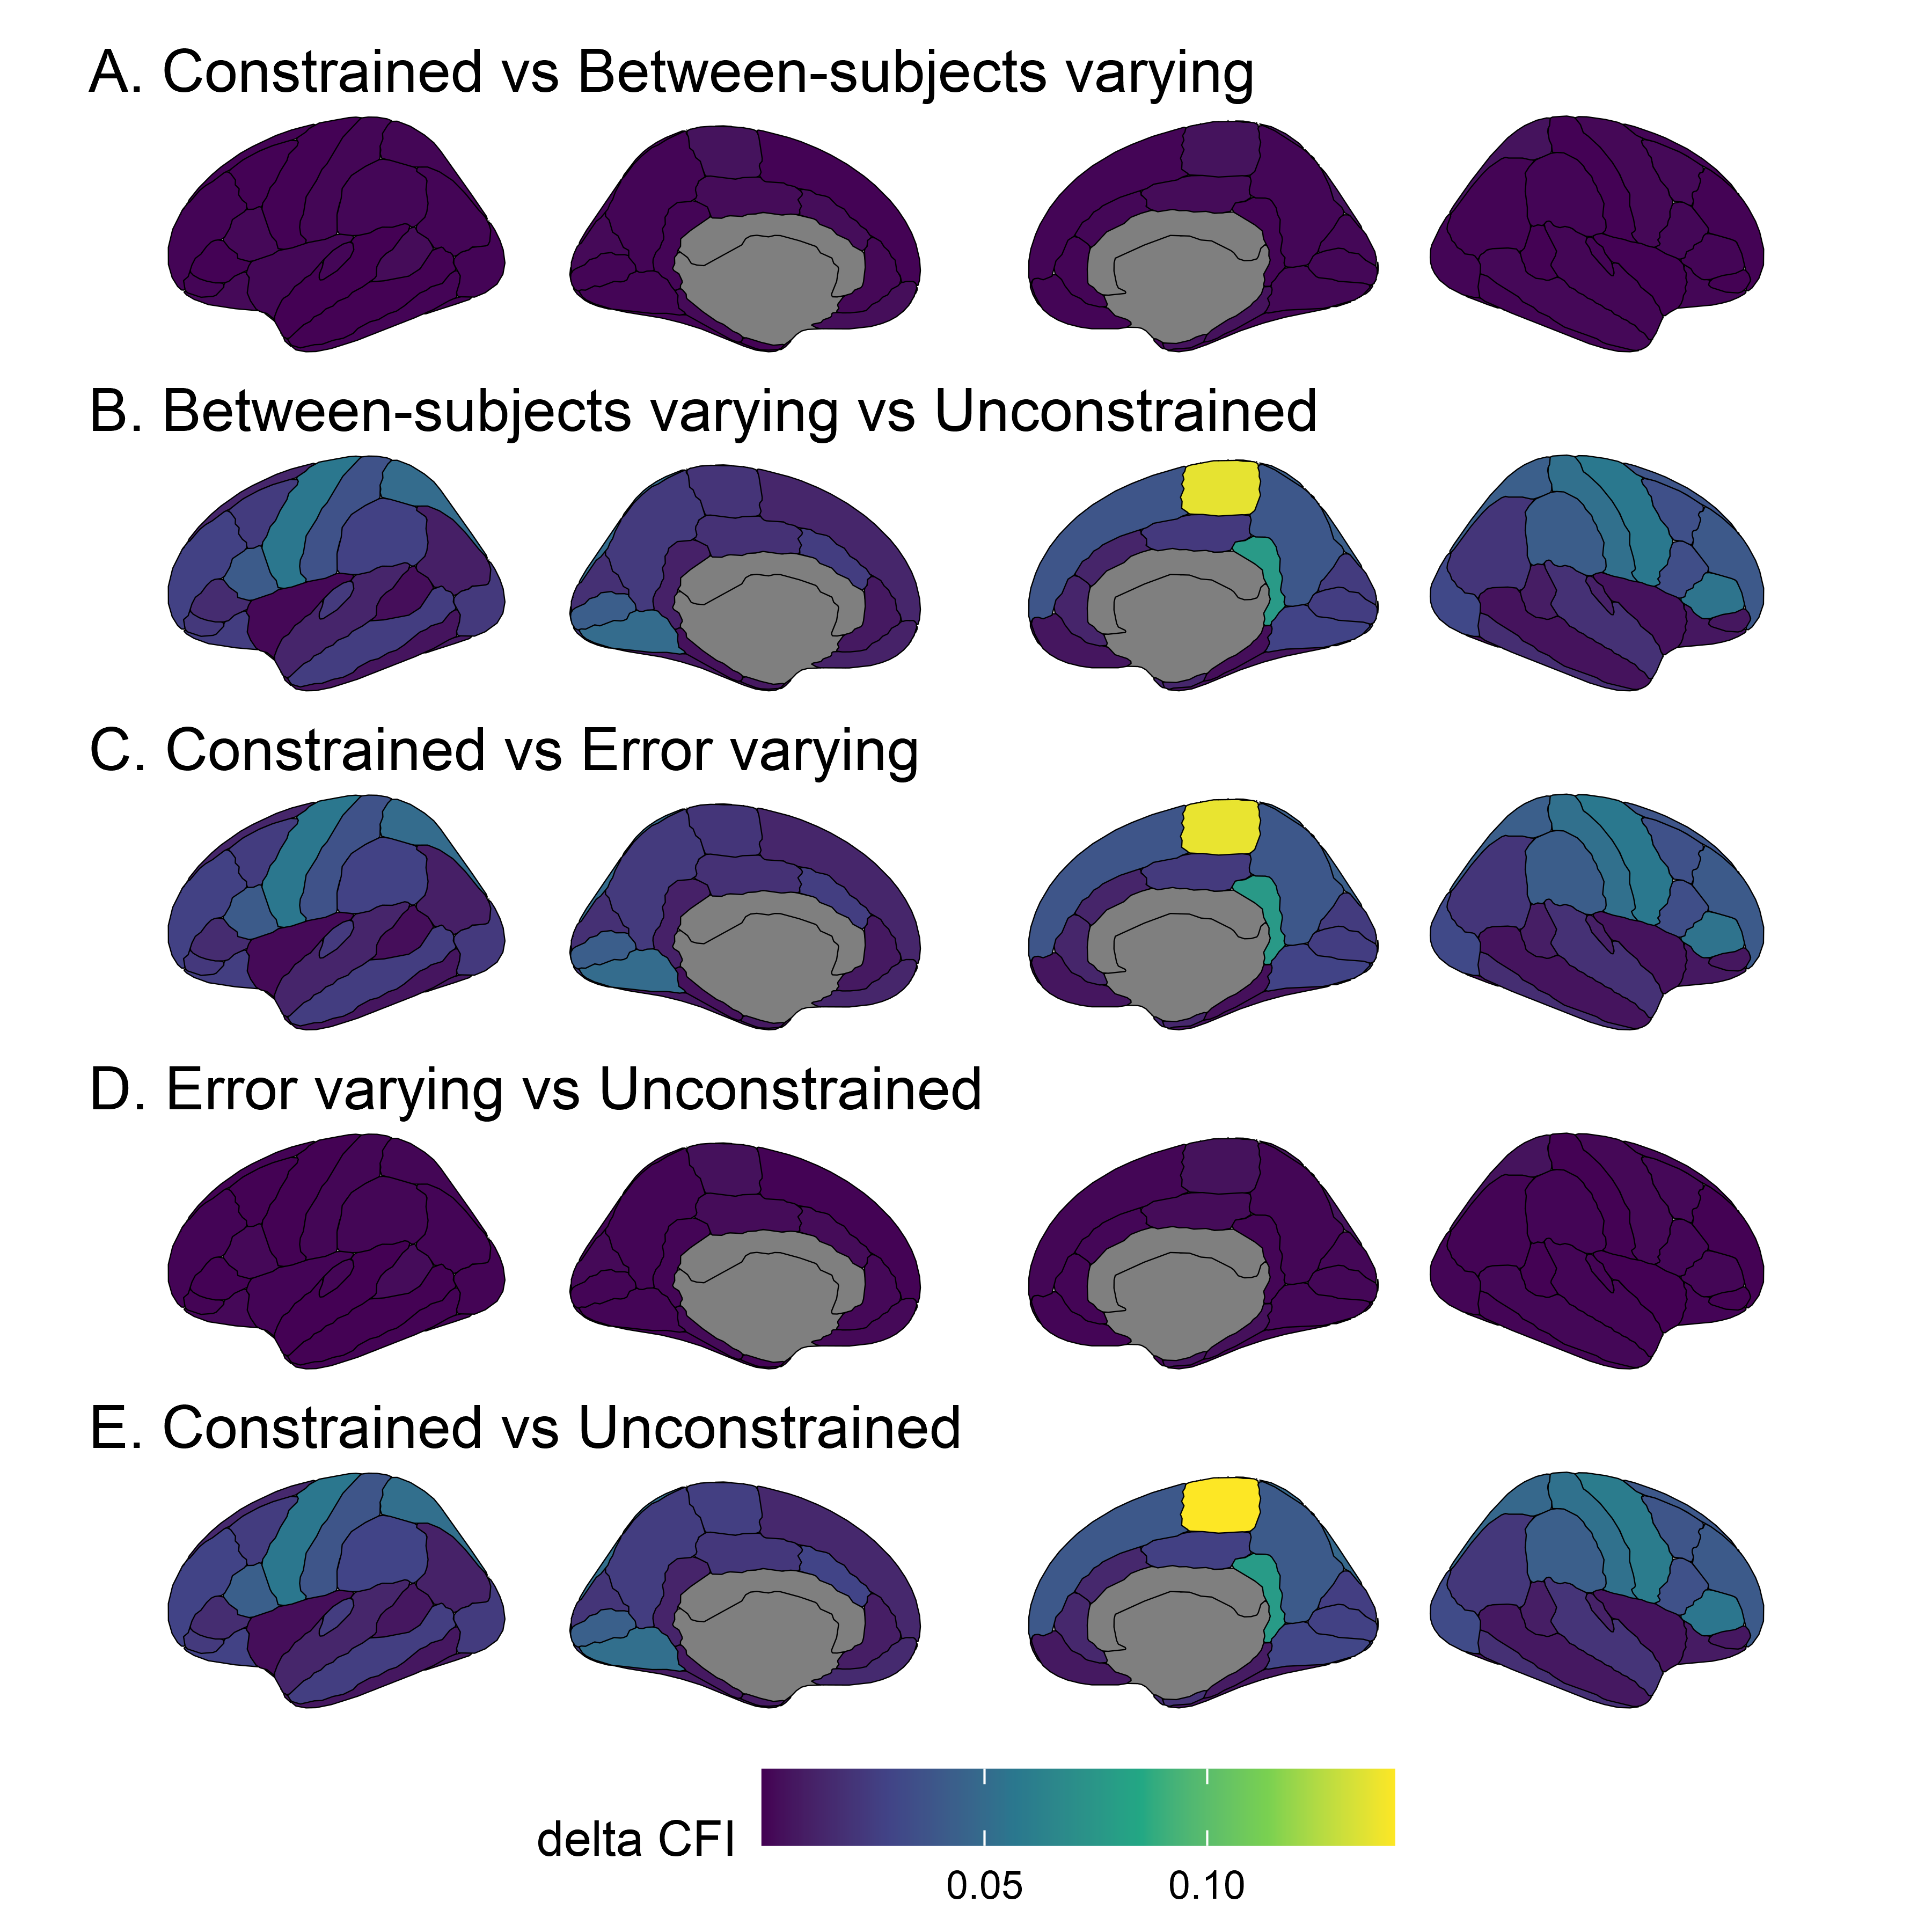 A. Constrained vs Between-subjects varying
B. Between-subjects varying vs Unconstrained
C. Constrained vs Error varying
D. Error varying vs Unconstrained
E. Constrained vs Unconstrained
delta CFI
0.05 0.10